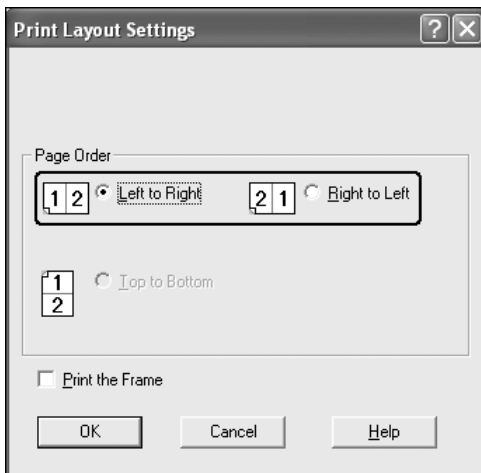 Print Layout Settings
Page Order
1 2 Left to Right 2 1 Right to Left
1
2
Top to Bottom
Print the Frame
OK Cancel Help